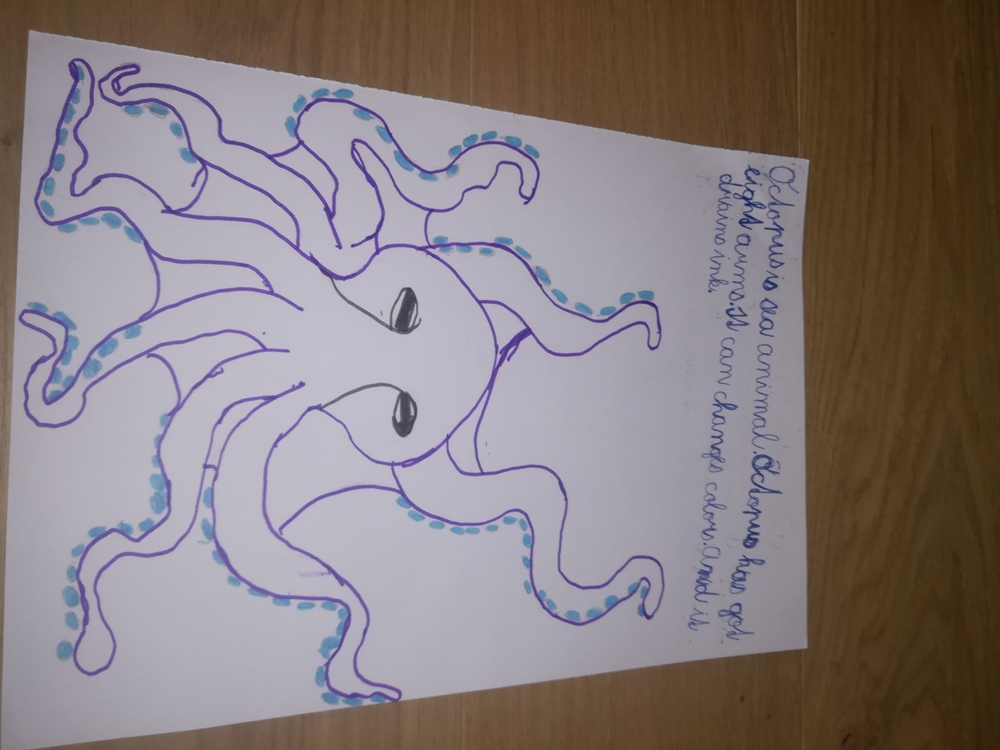 Octopus is sea animal. Octopus has got
eight arms. It can changes colors. And it
drains ink.